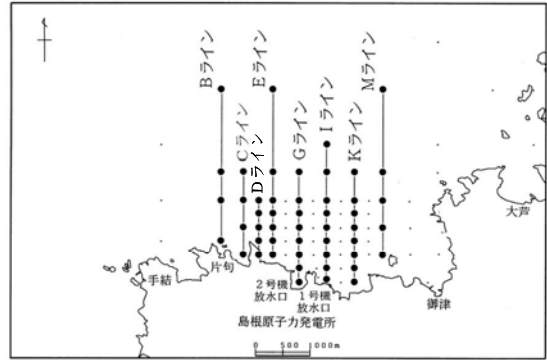 Bライン
Cライン
Dライン
Eライン
Gライン
Iライン
Kライン
Mライン
大芦
手結
片句
2号機
放水口
1号機
放水口
御津
島根原子力発電所
0 500 1000m